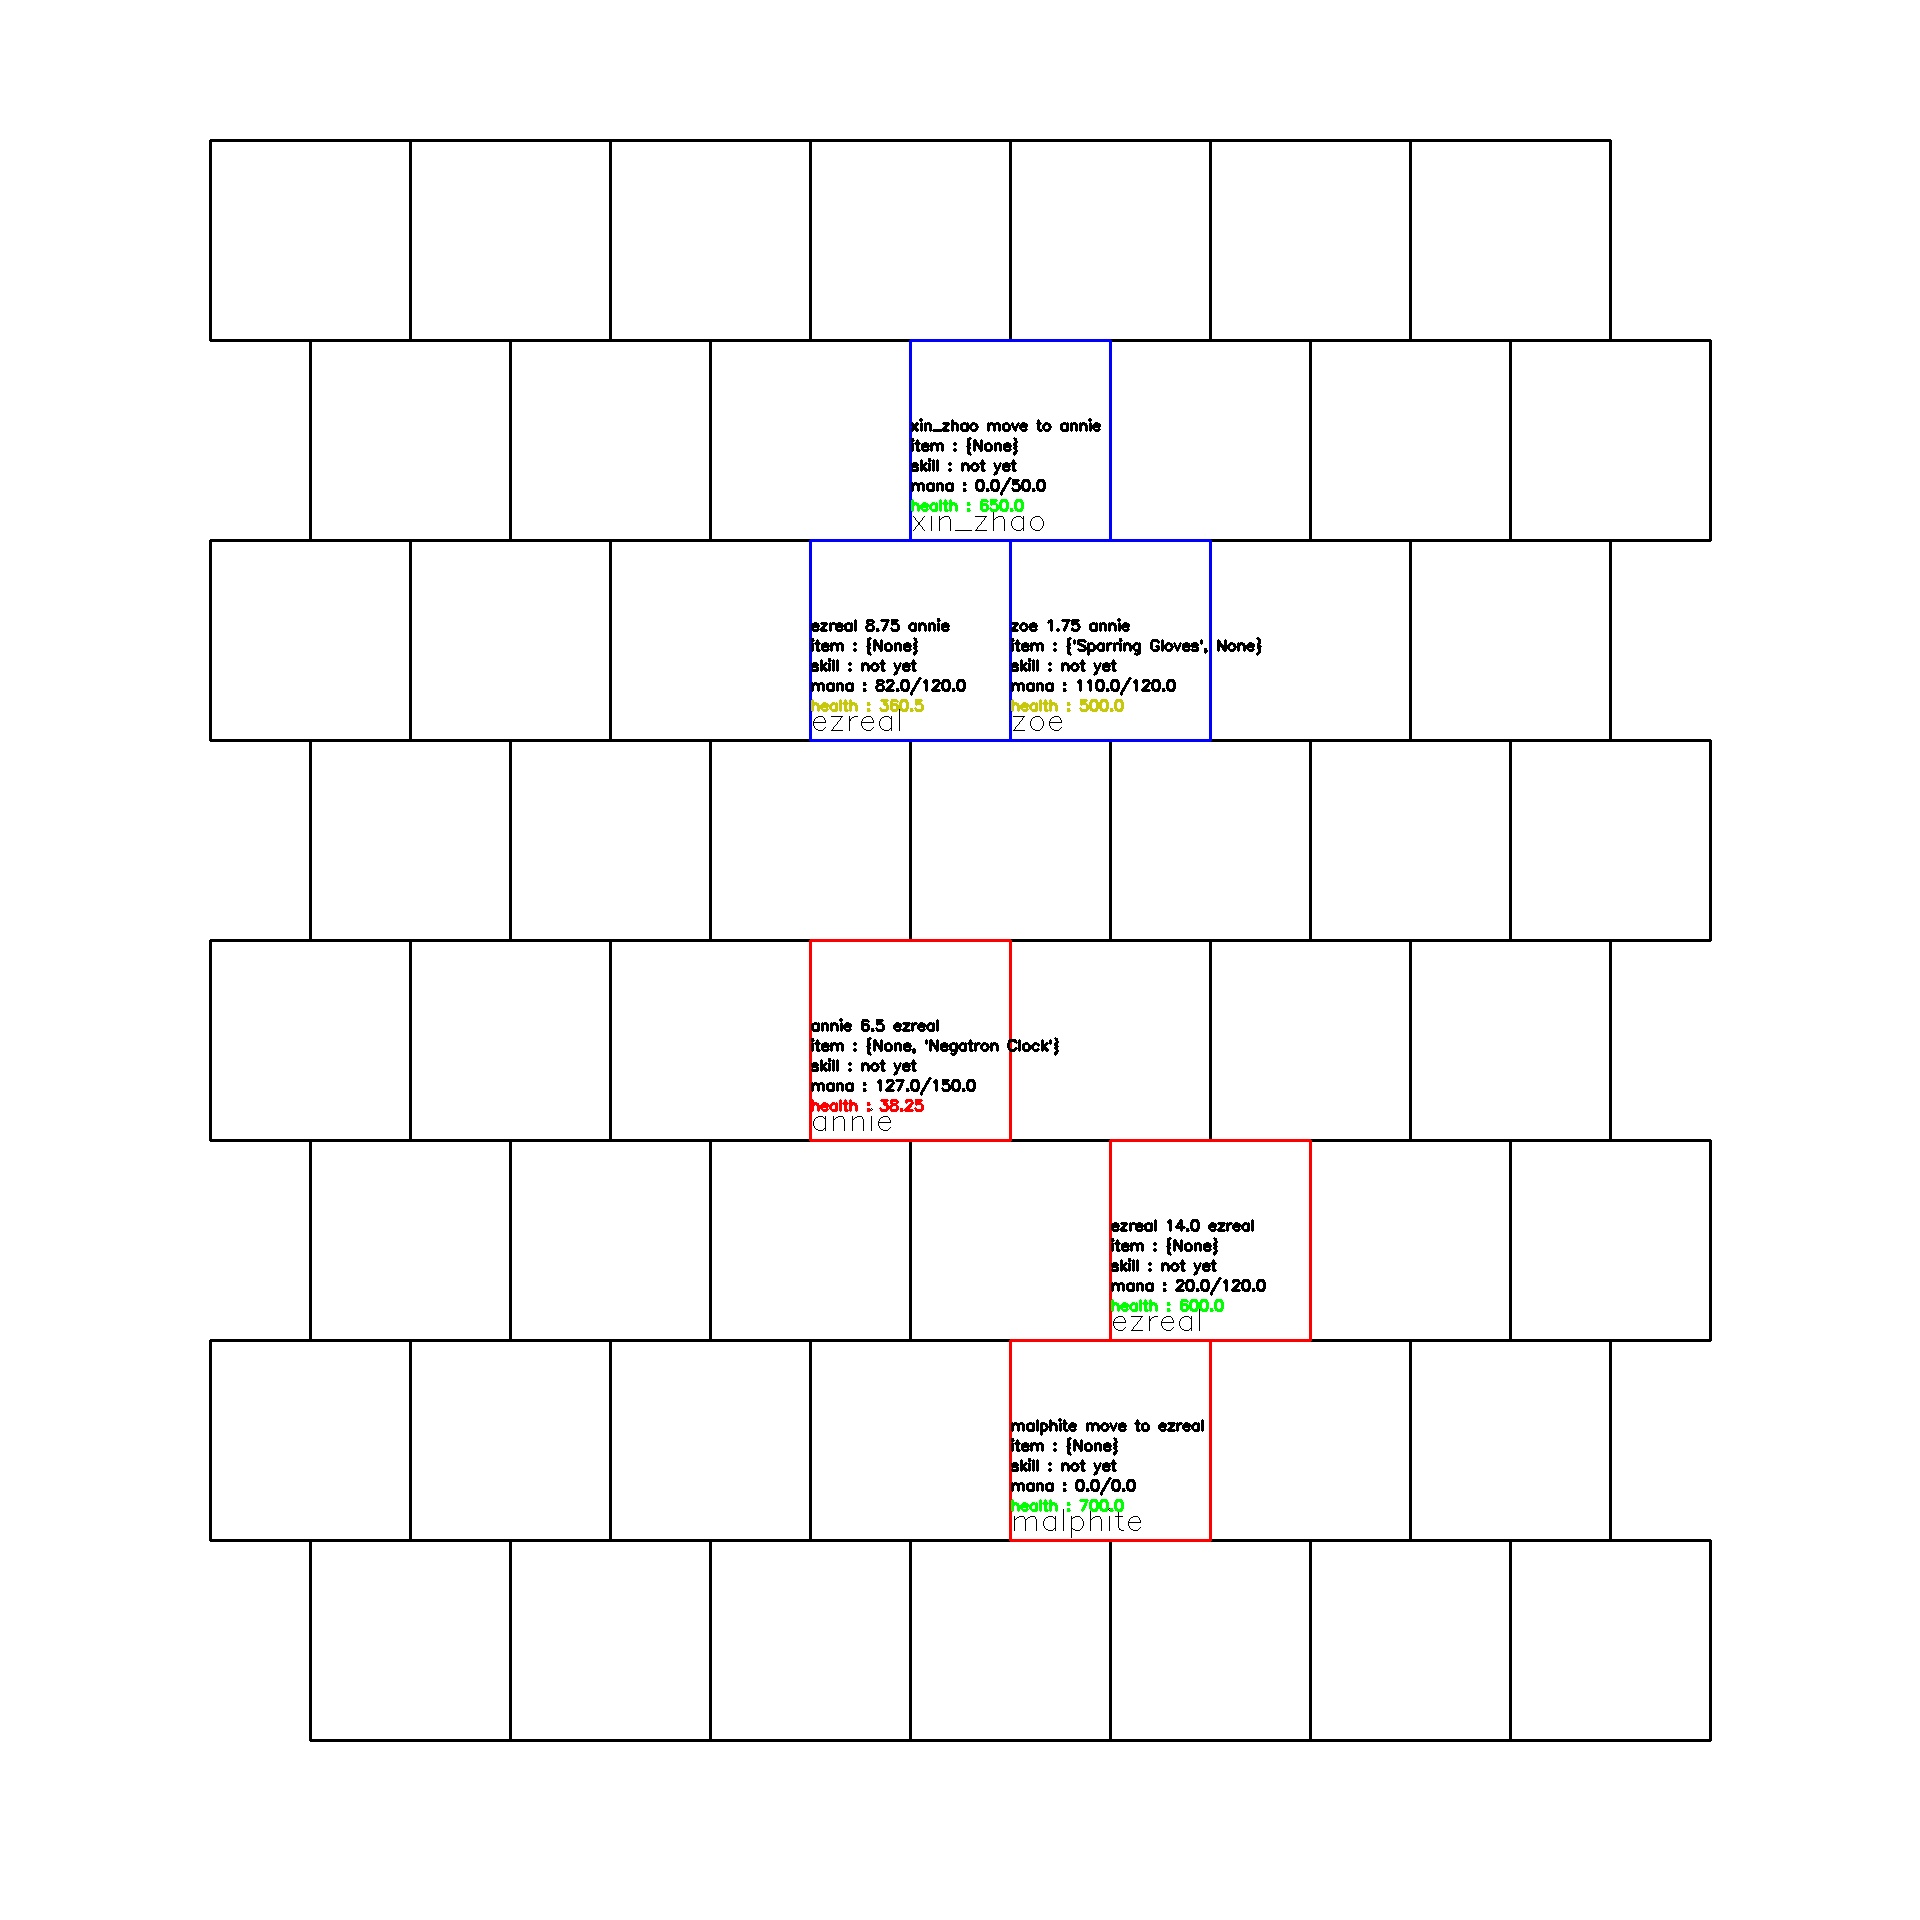 xin_zhao move to annie
item : {None}
skill : not yet
mana : 0.0/50.0
health : 650.0
xin_zhao
ezreal 8.75 annie
item : {None}
skill : not yet
mana : 82.0/120.0
health : 360.5
ezreal
zoe 1.75 annie
item : {'Sparring Gloves', None}
skill : not yet
mana : 110.0/120.0
health : 500.0
zoe
annie 6.5 ezreal
item : {None, 'Negatron Clock'}
skill : not yet
mana : 127.0/150.0
health : 38.25
annie
ezreal 14.0 ezreal
item : {None}
skill : not yet
mana : 20.0/120.0
health : 600.0
ezreal
malphite move to ezreal
item : {None}
skill : not yet
mana : 0.0/0.0
health : 700.0
malphite